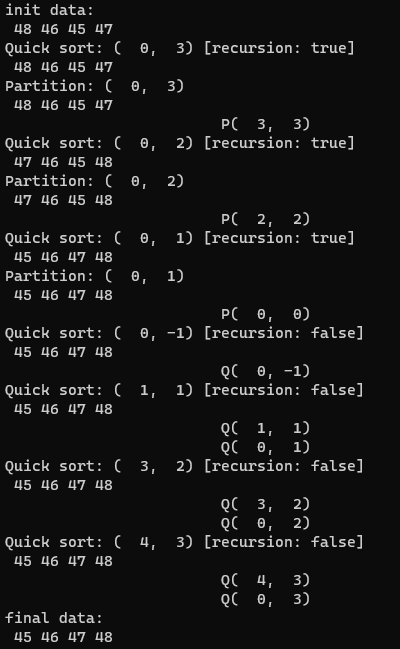 init data:
 48 46 45 47
Quick sort: (  0,  3) [recursion: true]
 48 46 45 47
Partition: (  0,  3)
 48 46 45 47
                        P(  3,  3)
Quick sort: (  0,  2) [recursion: true]
 47 46 45 48
Partition: (  0,  2)
 47 46 45 48
                        P(  2,  2)
Quick sort: (  0,  1) [recursion: true]
 45 46 47 48
Partition: (  0,  1)
 45 46 47 48
                        P(  0,  0)
Quick sort: (  0, -1) [recursion: false]
 45 46 47 48
                        Q(  0, -1)
Quick sort: (  1,  1) [recursion: false]
 45 46 47 48
                        Q(  1,  1)
                        Q(  0,  1)
Quick sort: (  3,  2) [recursion: false]
 45 46 47 48
                        Q(  3,  2)
                        Q(  0,  2)
Quick sort: (  4,  3) [recursion: false]
 45 46 47 48
                        Q(  4,  3)
                        Q(  0,  3)
final data:
 45 46 47 48